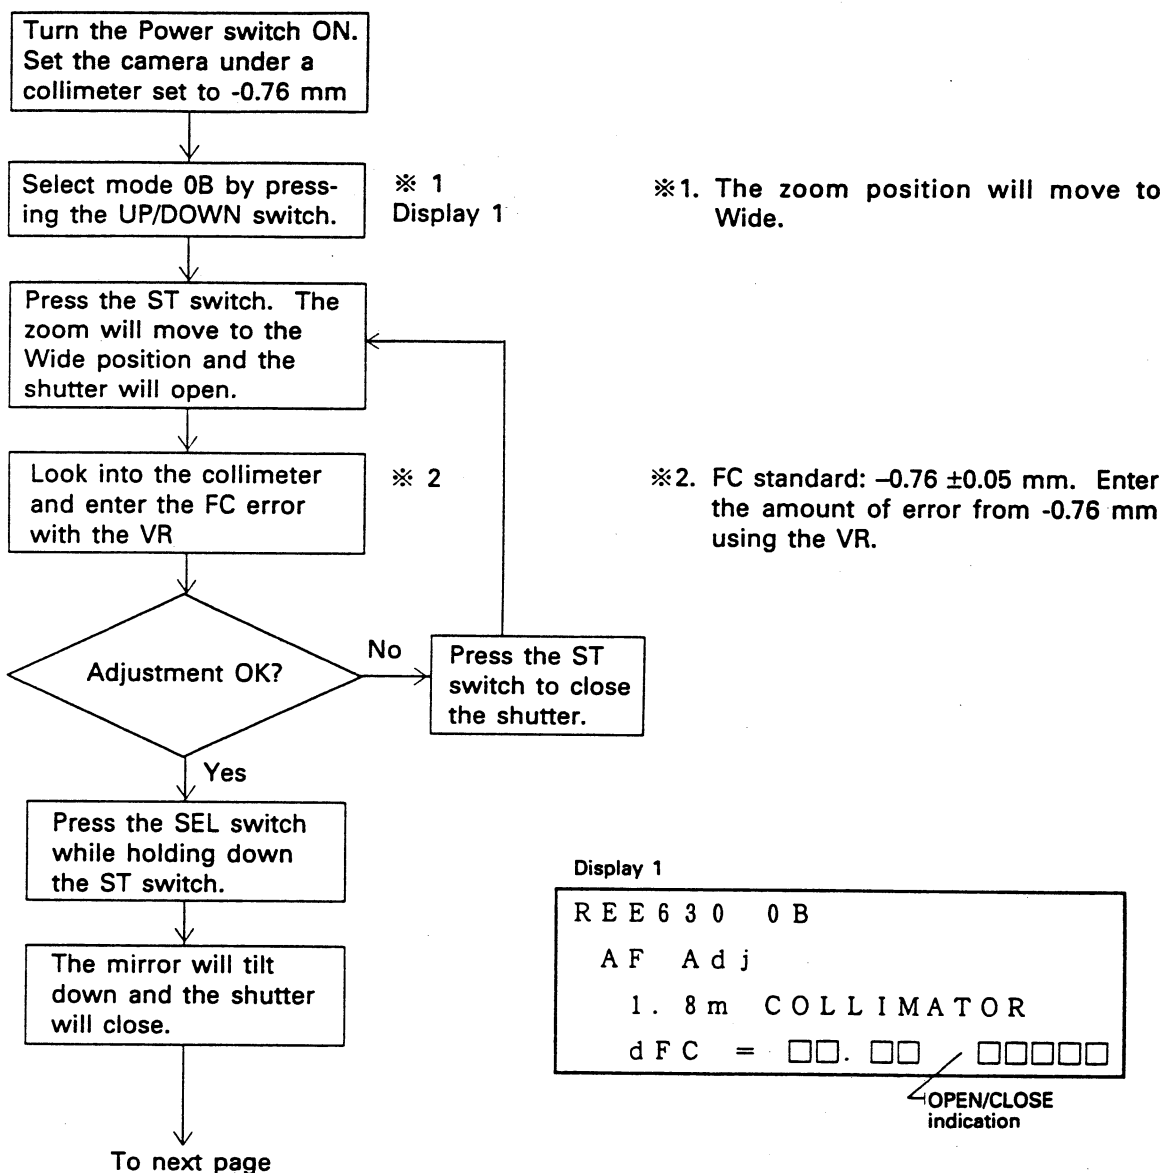 Turn the Power switch ON.
Set the camera under a
collimeter set to -0.76 mm
Select mode 0B by press-
ing the UP/DOWN switch.
※ 1
Display 1
※1. The zoom position will move to
Wide.
Press the ST switch. The
zoom will move to the
Wide position and the
shutter will open.
Look into the collimeter
and enter the FC error
with the VR
※ 2
※2. FC standard: –0.76 ±0.05 mm. Enter
the amount of error from -0.76 mm
using the VR.
Adjustment OK?
No
Press the ST
switch to close
the shutter.
Yes
Press the SEL switch
while holding down
the ST switch.
The mirror will tilt
down and the shutter
will close.
To next page
Display 1
REE630 0B
AF Adj
1. 8m COLLIMATOR
dFC = □□. □□ □□□□□
OPEN/CLOSE
indication